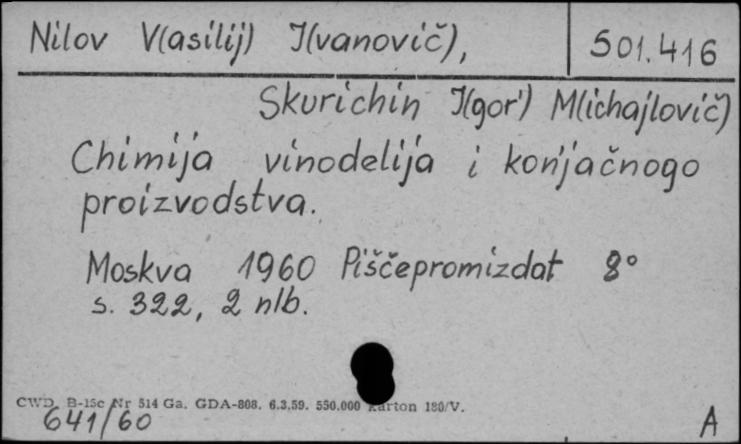 Nilov V(asilij) I(vanovič),
501.416
Skurichin I(gor') M(ichajlovič)
Chimija vinodelija i kon'jačnogo
proizvodstva.
Moskva 1960 Piščepromizdat 8°
s. 322, 2 nlb.
CWD. B-15c Nr 514 Ga. GDA-808. 6.3.59. 550.000 karton 180/V.
641/60
A